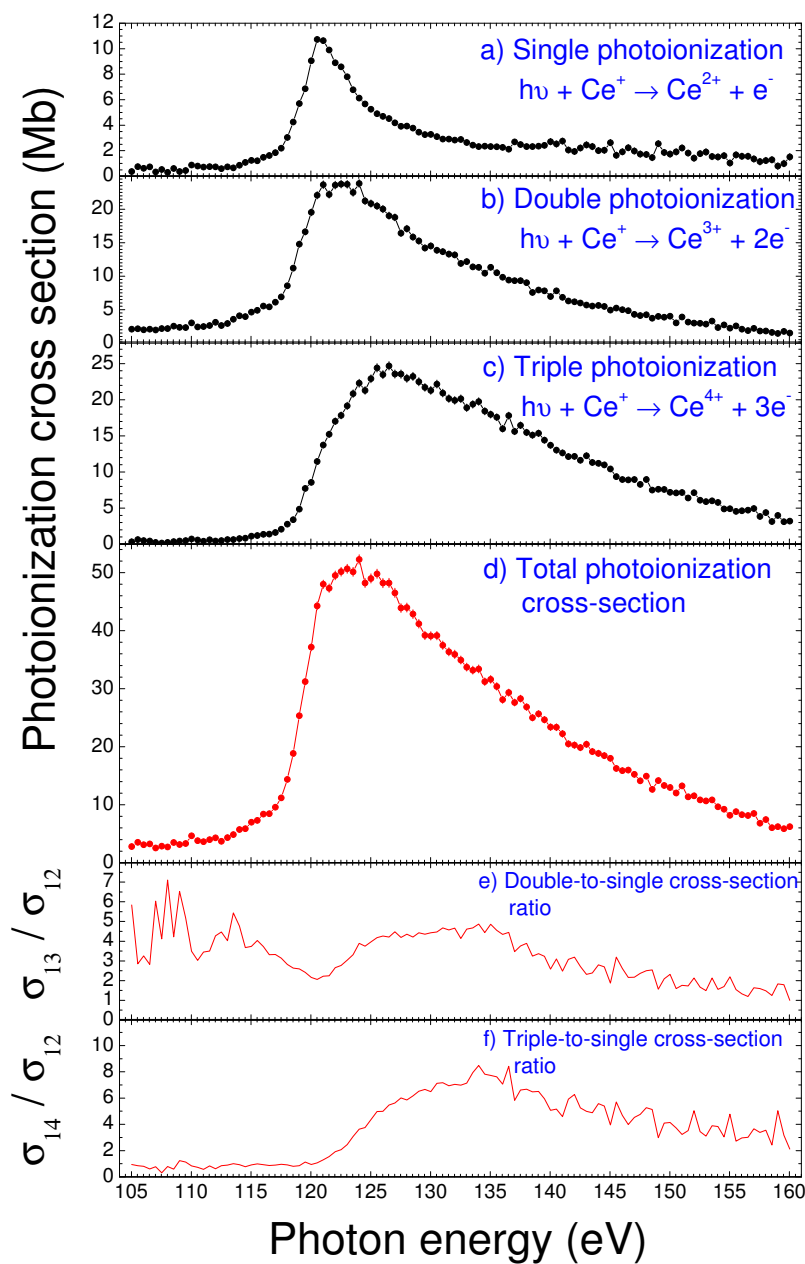 Photoionization cross section (Mb)
12
10
8
6
4
2
0
a) Single photoionization
hυ + Ce⁺ → Ce²⁺ + e⁻
20
15
10
5
0
b) Double photoionization
hυ + Ce⁺ → Ce³⁺ + 2e⁻
25
20
15
10
5
0
c) Triple photoionization
hυ + Ce⁺ → Ce⁴⁺ + 3e⁻
50
40
30
20
10
0
d) Total photoionization
cross-section
σ₁₃ / σ₁₂
7
6
5
4
3
2
1
0
e) Double-to-single cross-section
ratio
σ₁₄ / σ₁₂
8
6
4
2
0
f) Triple-to-single cross-section
ratio
105 110 115 120 125 130 135 140 145 150 155 160
Photon energy (eV)